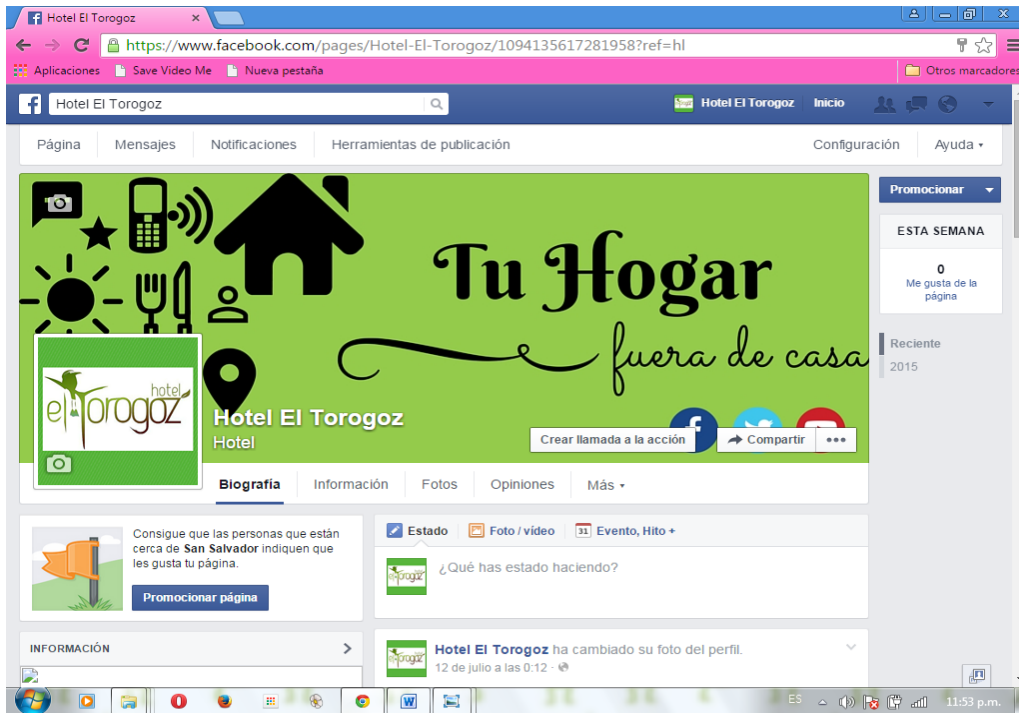 Hotel El Torogoz
https://www.facebook.com/pages/Hotel-El-Torogoz/1094135617281958?ref=hl
Aplicaciones Save Video Me Nueva pestaña Otros marcadores
Hotel El Torogoz Hotel El Torogoz Inicio
Página Mensajes Notificaciones Herramientas de publicación Configuración Ayuda
Promocionar
ESTA SEMANA
0
Me gusta de la
página
Reciente
2015
Tu Hogar
fuera de casa
hotel
el Torogoz
Hotel El Torogoz
Hotel
Crear llamada a la acción Compartir
Biografía Información Fotos Opiniones Más
Consigue que las personas que están
cerca de San Salvador indiquen que
les gusta tu página.
Promocionar página
Estado Foto / vídeo 31 Evento, Hito +
¿Qué has estado haciendo?
INFORMACIÓN
Hotel El Torogoz ha cambiado su foto del perfil.
12 de julio a las 0:12 ·
ES 11:53 p.m.